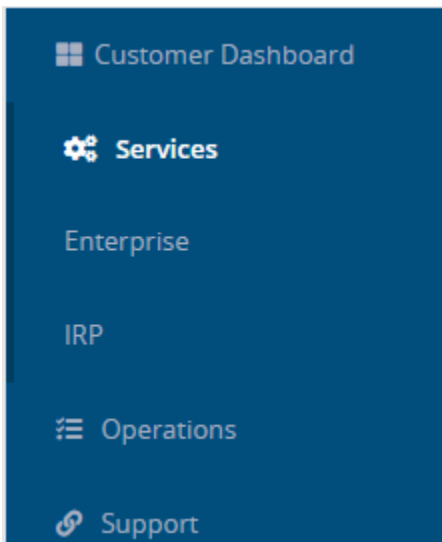 Customer Dashboard
Services
Enterprise
IRP
Operations
Support